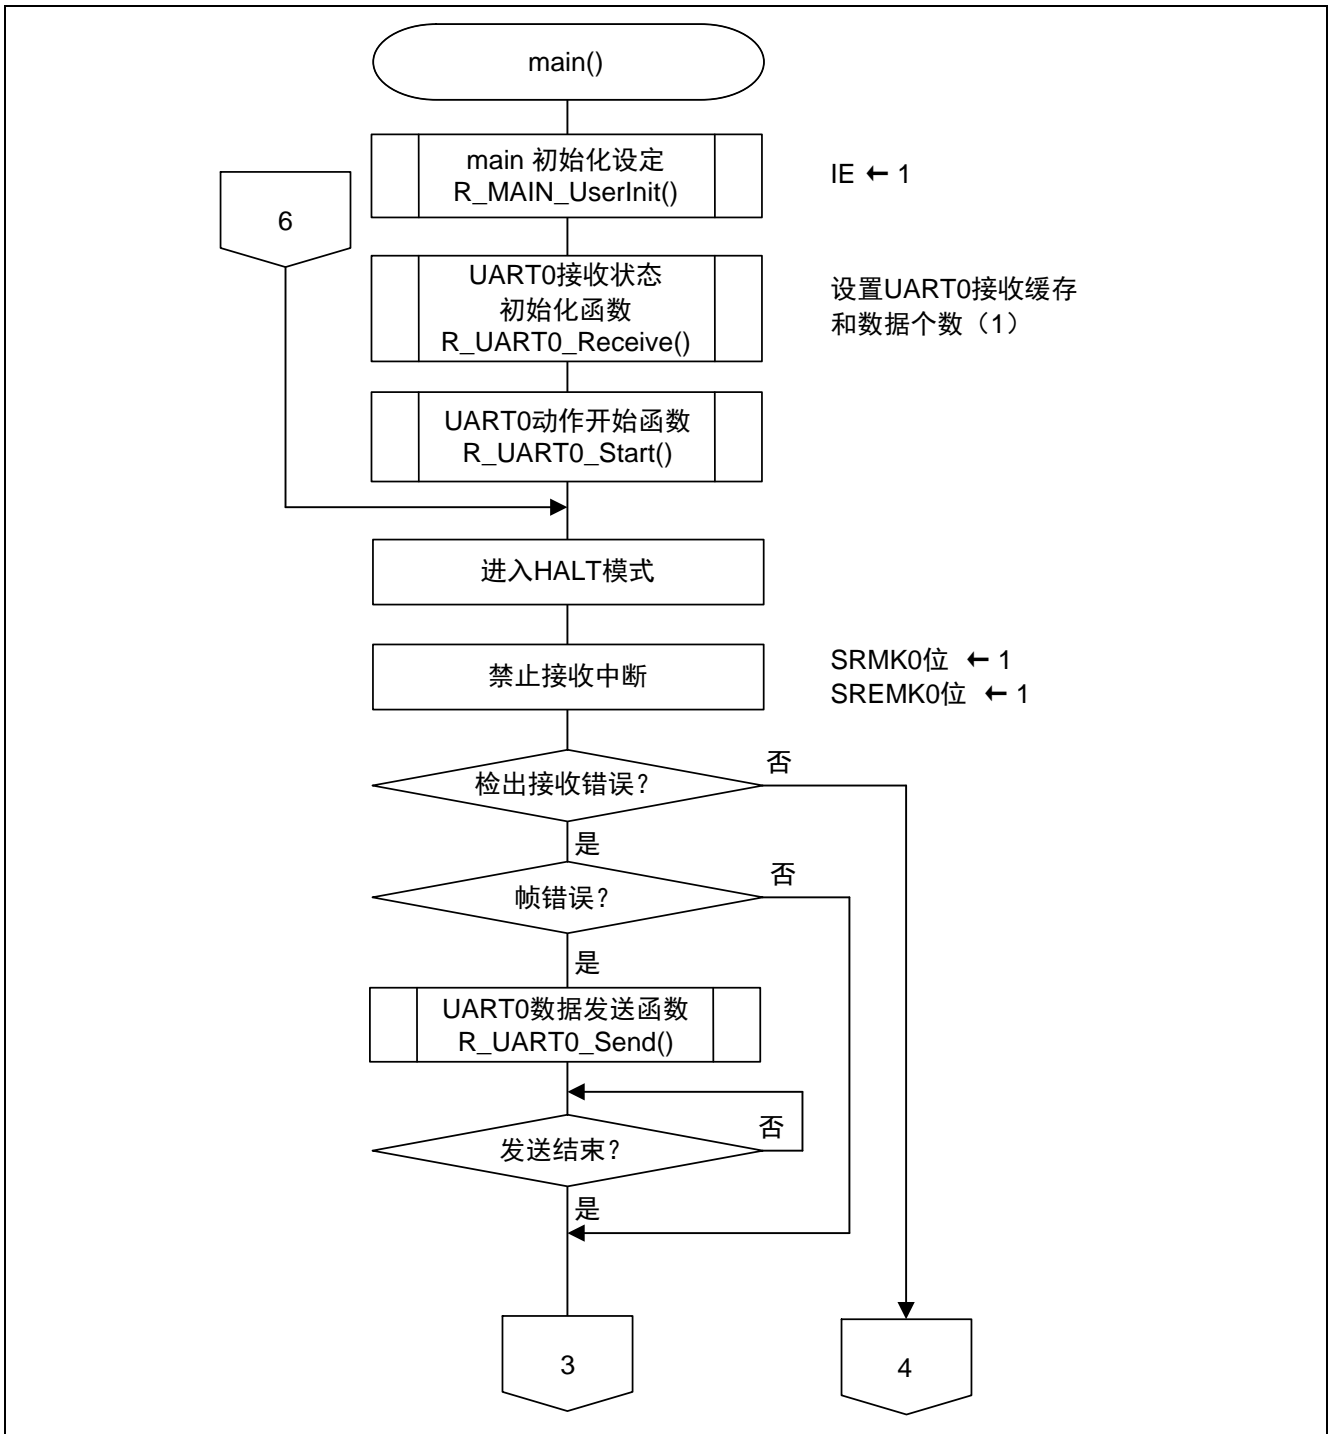 main()
main 初始化设定
R_MAIN_UserInit()
IE ← 1
6
UART0接收状态
初始化函数
R_UART0_Receive()
设置UART0接收缓存
和数据个数（1）
UART0动作开始函数
R_UART0_Start()
进入HALT模式
禁止接收中断
SRMK0位 ← 1
SREMK0位 ← 1
检出接收错误?
否
是
帧错误?
否
是
UART0数据发送函数
R_UART0_Send()
发送结束?
否
是
3
4